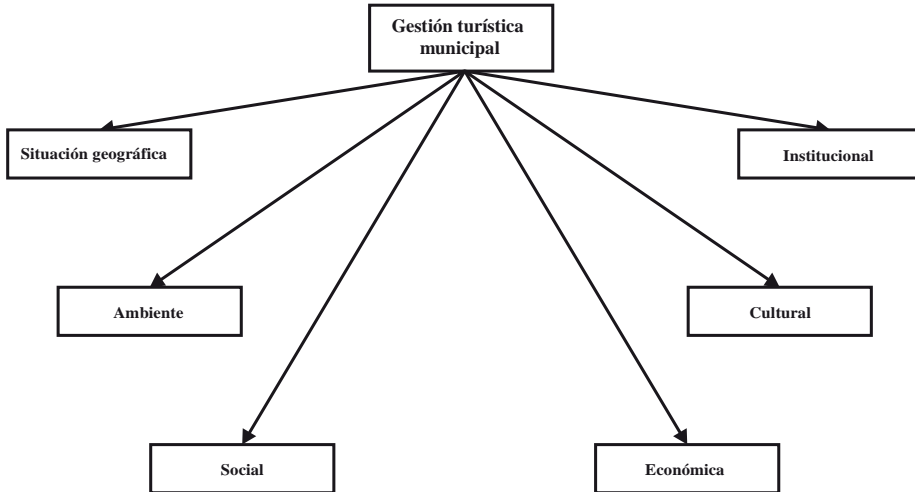 Gestión turística
municipal
Situación geográfica
Institucional
Ambiente
Cultural
Social
Económica